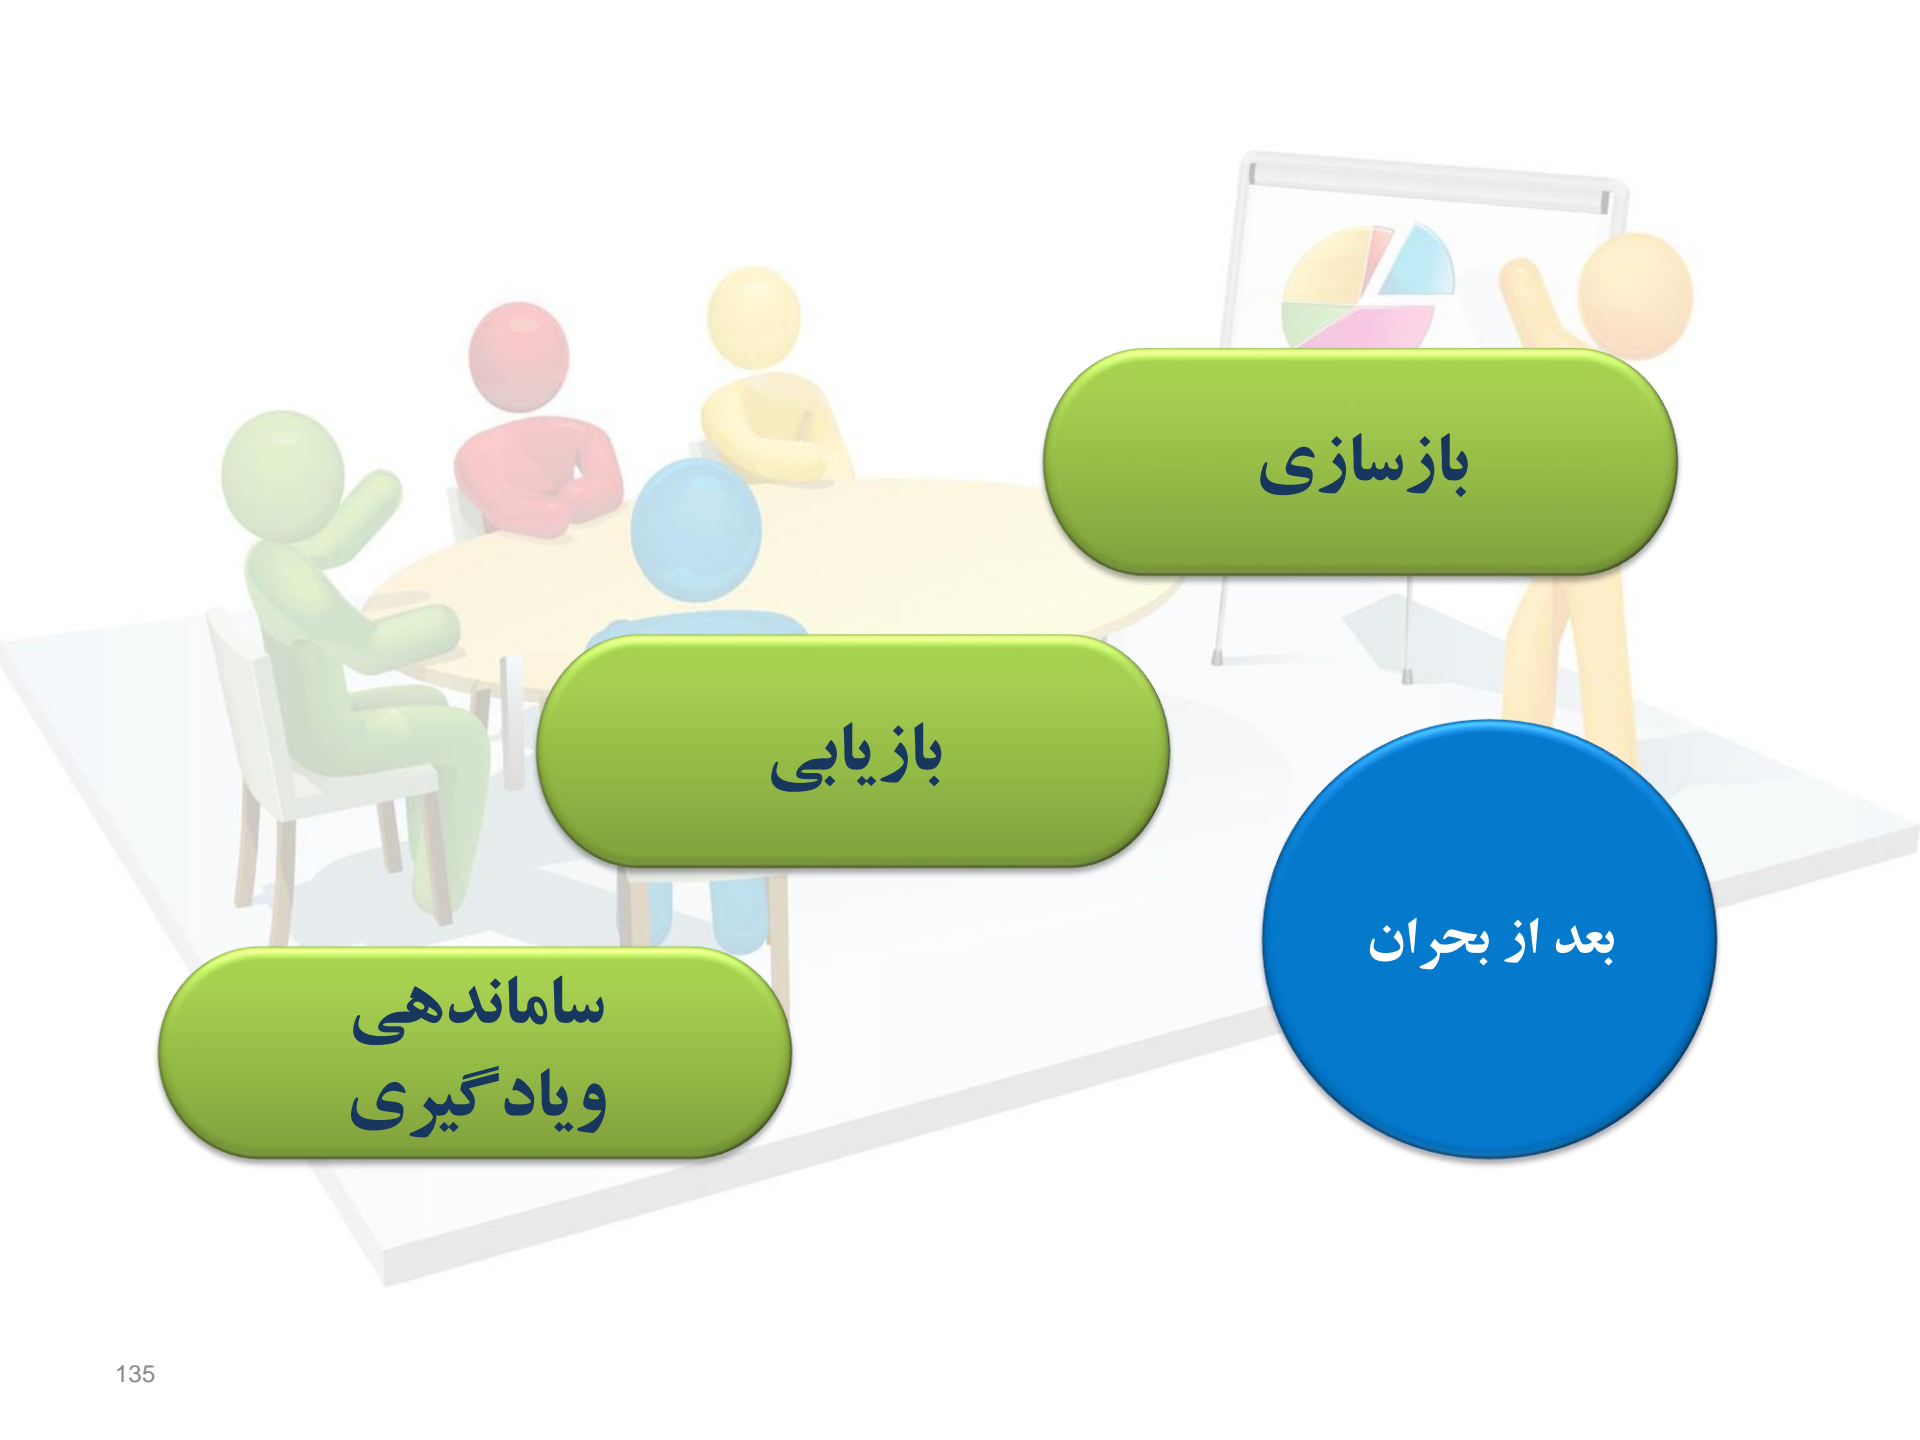 بازسازی
بازیابی
بعد از بحران
ساماندهی
ویادگیری
135